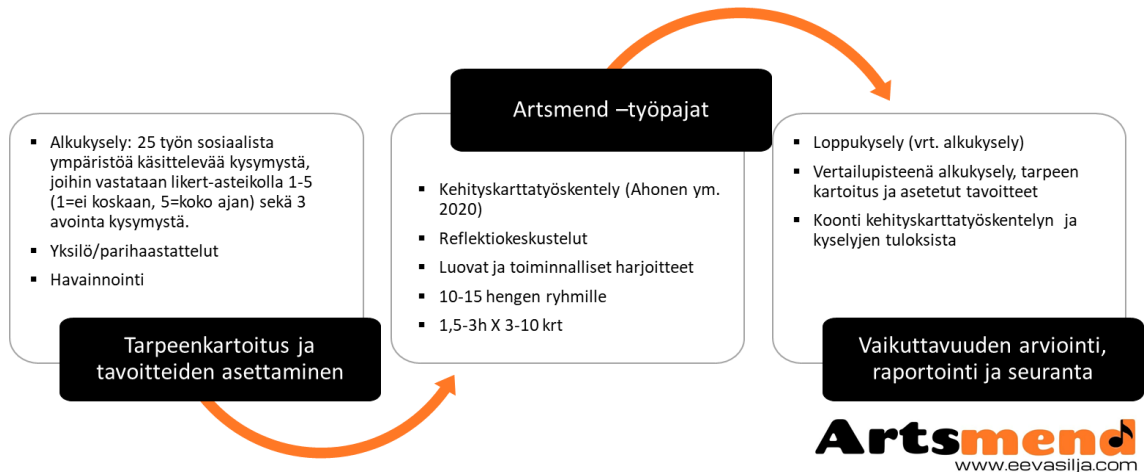 ▪ Alkukysely: 25 työn sosiaalista
ympäristöä käsittelevää kysymystä,
joihin vastataan likert-asteikolla 1-5
(1=ei koskaan, 5=koko ajan) sekä 3
avointa kysymystä.
▪ Yksilö/parihaastattelut
▪ Havainnointi
Tarpeenkartoitus ja
tavoitteiden asettaminen
Artsmend –työpajat
▪ Kehityskarttatyöskentely (Ahonen ym.
2020)
▪ Reflektiokeskustelut
▪ Luovat ja toiminnalliset harjoitteet
▪ 10-15 hengen ryhmille
▪ 1,5-3h X 3-10 krt
▪ Loppukysely (vrt. alkukysely)
▪ Vertailupisteenä alkukysely, tarpeen
kartoitus ja asetetut tavoitteet
▪ Koonti kehityskarttatyöskentelyn ja
kyselyjen tuloksista
Vaikuttavuuden arviointi,
raportointi ja seuranta
Artsmend
www.eevasilja.com